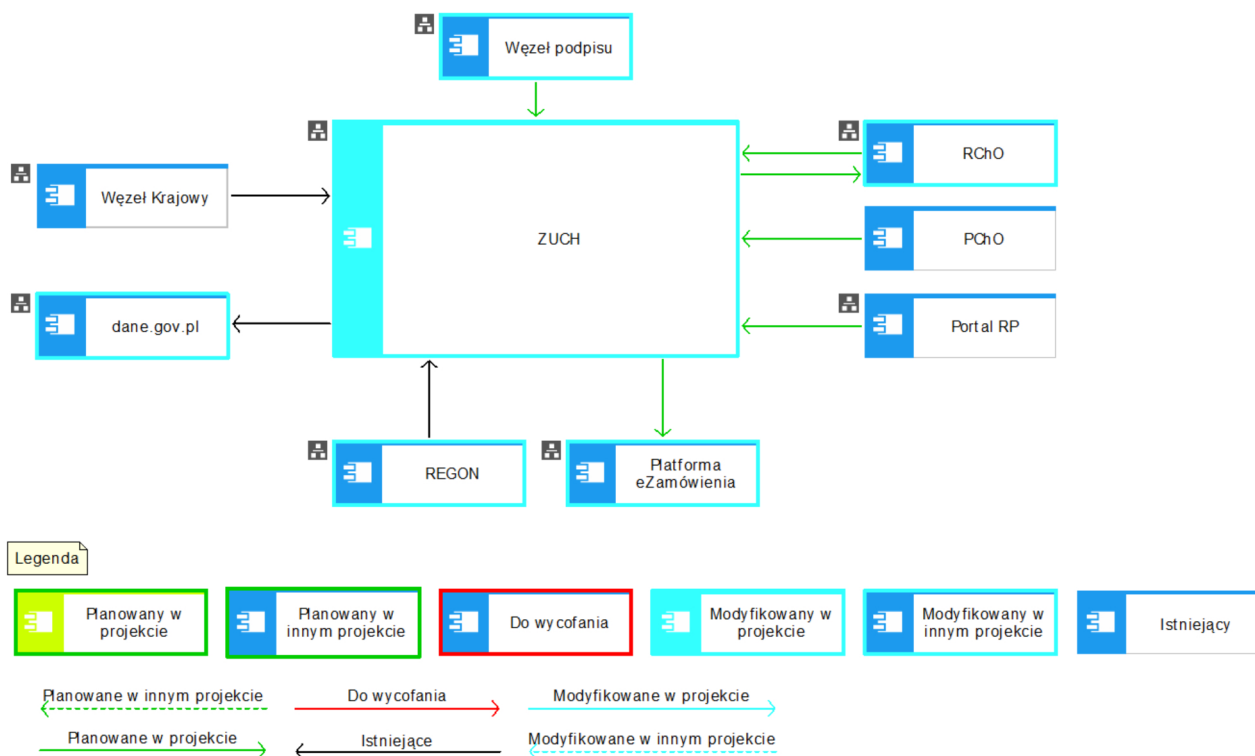 Węzeł podpisu
RChO
Węzeł Krajowy
ZUCH
PChO
dane.gov.pl
Portal RP
REGON
Platforma
eZamówienia
Legenda
Planowany w
projekcie
Planowany w
innym projekcie
Do wycofania
Modyfikowany w
projekcie
Modyfikowany w
innym projekcie
Istniejący
Planowane w innym projekcie
Do wycofania
Modyfikowane w projekcie
Planowane w projekcie
Istniejące
Modyfikowane w innym projekcie